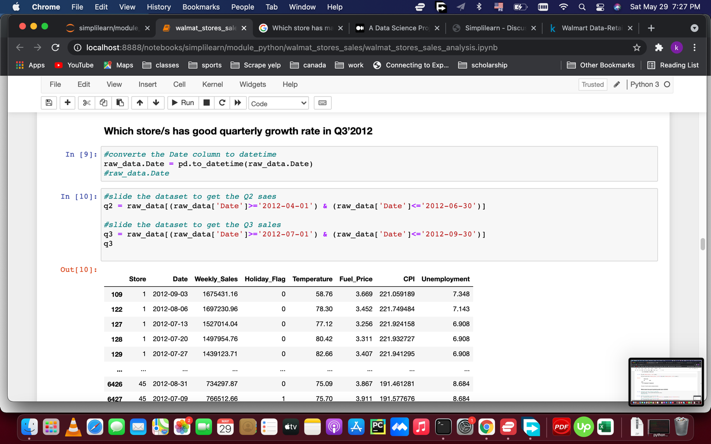 Chrome File Edit View History Bookmarks People Tab Window Help Sat May 29 7:27 PM
simplilearn/module_ walmat_stores_sal Which store has m A Data Science Pr Simplilearn - Discu Walmart Data-Reta
localhost:8888/notebooks/simplilearn/module_python/walmat_stores_sales/walmat_stores_sales_analysis.ipynb
Apps YouTube Maps classes sports Scrape yelp canada work Connecting to Exp... scholarship Other Bookmarks Reading List
File Edit View Insert Cell Kernel Widgets Help Trusted Python 3
Run Code
Which store/s has good quarterly growth rate in Q3'2012
In [9]: #converte the Date column to datetime
raw_data.Date = pd.to_datetime(raw_data.Date)
#raw_data.Date
In [10]: #slide the dataset to get the Q2 saes
q2 = raw_data[(raw_data['Date']>='2012-04-01') & (raw_data['Date']<='2012-06-30')]
#slide the dataset to get the Q3 sales
q3 = raw_data[(raw_data['Date']>='2012-07-01') & (raw_data['Date']<='2012-09-30')]
q3
Out[10]:
Store Date Weekly_Sales Holiday_Flag Temperature Fuel_Price CPI Unemployment
109 1 2012-09-03 1675431.16 0 58.76 3.669 221.059189 7.348
122 1 2012-08-06 1697230.96 0 78.30 3.452 221.749484 7.143
127 1 2012-07-13 1527014.04 0 77.12 3.256 221.924158 6.908
128 1 2012-07-20 1497954.76 0 80.42 3.311 221.932727 6.908
129 1 2012-07-27 1439123.71 0 82.66 3.407 221.941295 6.908
... ... ... ... ... ... ... ... ...
6426 45 2012-08-31 734297.87 0 75.09 3.867 191.461281 8.684
6427 45 2012-07-09 766512.66 1 75.70 3.911 191.577676 8.684